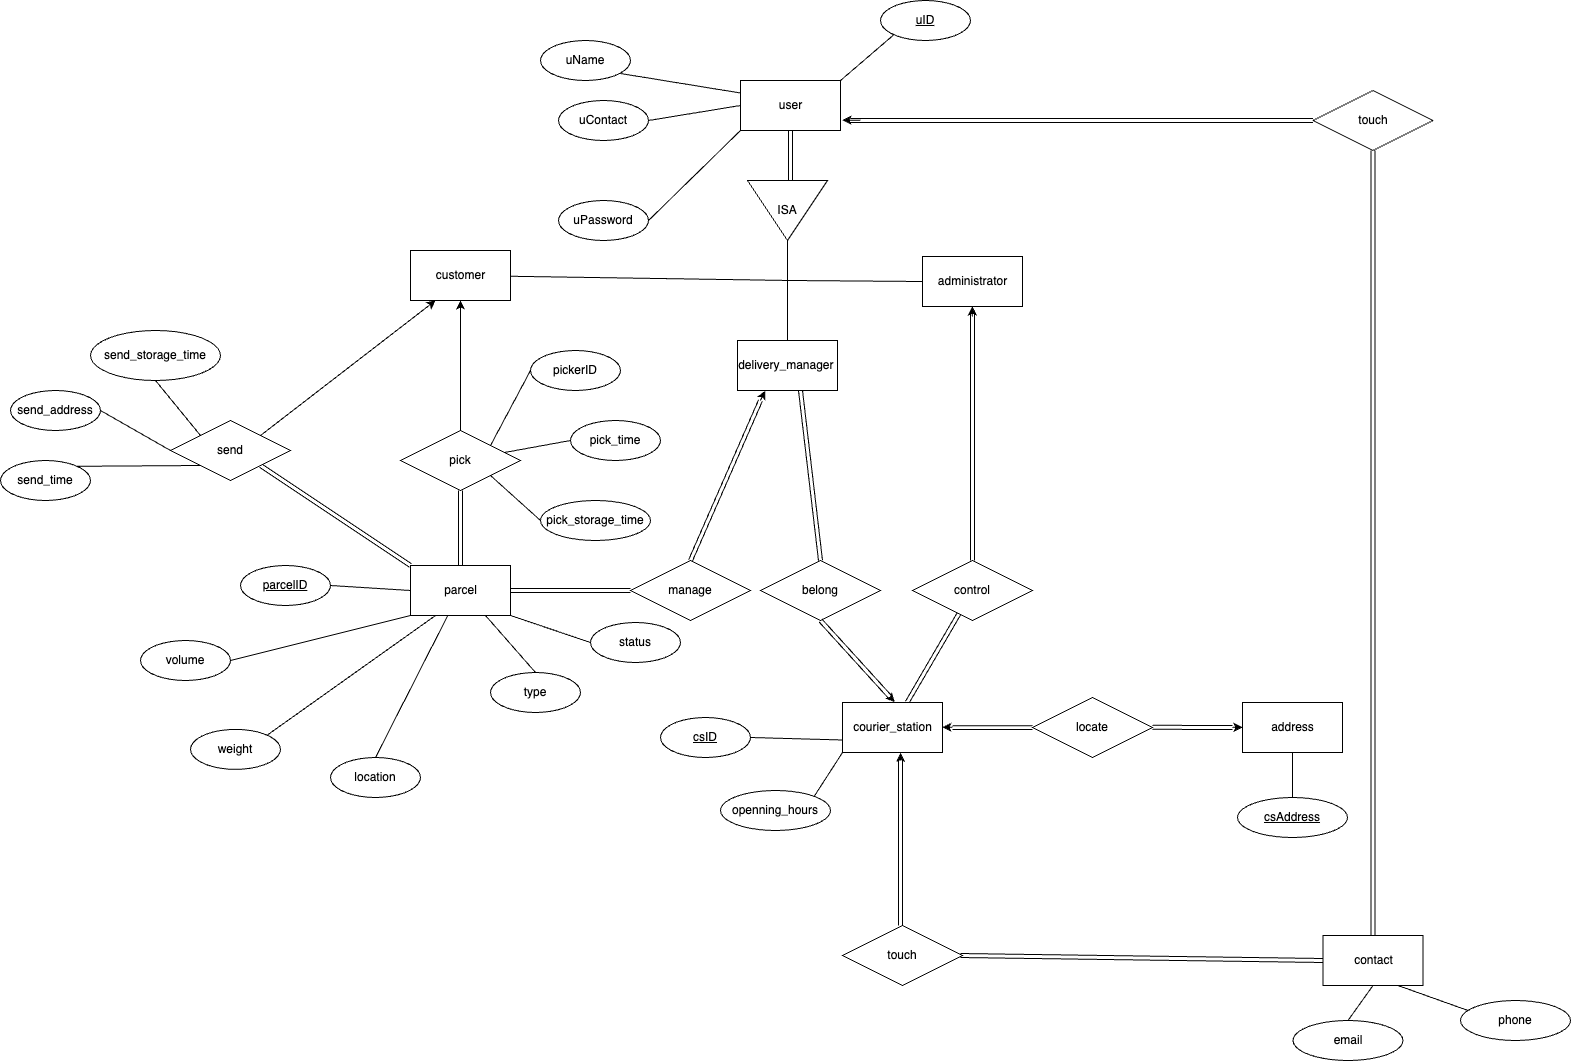 uID
uName
user
uContact
touch
uPassword
ISA
customer
administrator
send_storage_time
delivery_manager
pickerID
send_address
pick_time
send
pick
send_time
pick_storage_time
parcelID
parcel
manage
belong
control
status
volume
type
weight
location
csID
courier_station
locate
address
openning_hours
csAddress
touch
contact
email
phone